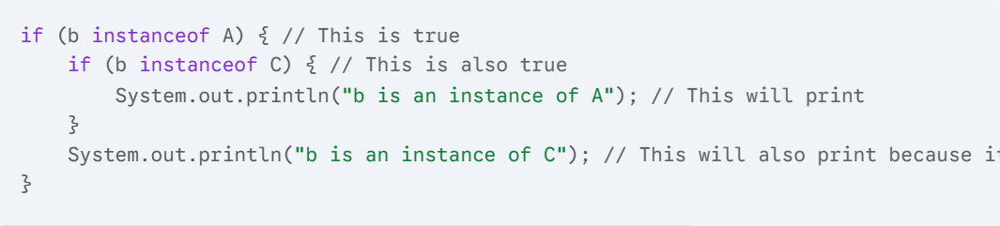 if (b instanceof A) { // This is true
if (b instanceof C) { // This is also true
System.out.println("b is an instance of A"); // This will print
}
System.out.println("b is an instance of C"); // This will also print because
}